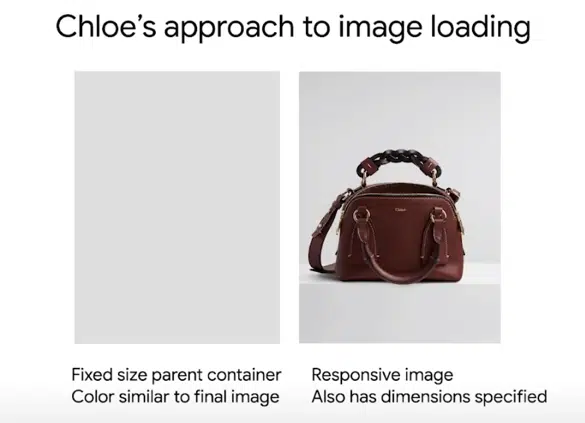 Chloe's approach to image loading
Chloé
Fixed size parent container
Color similar to final image
Responsive image
Also has dimensions specified